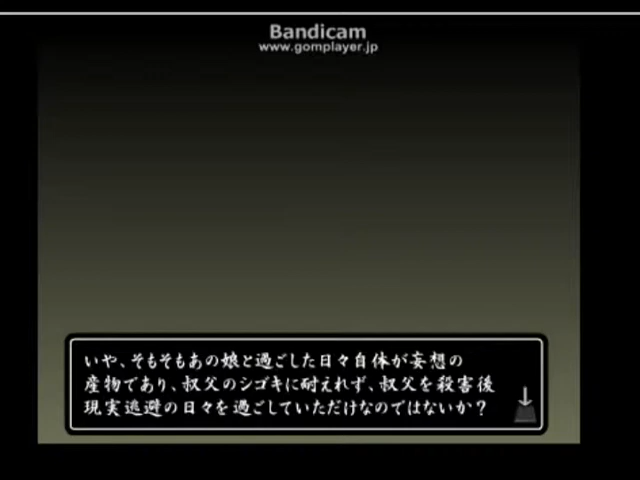 Bandicam
www.gomplayer.jp
いや、そもそもあの娘と過ごした日々自体が妄想の
産物であり、叔父のシゴキに耐えれず、叔父を殺害後
現実逃避の日々を過ごしていただけなのではないか？